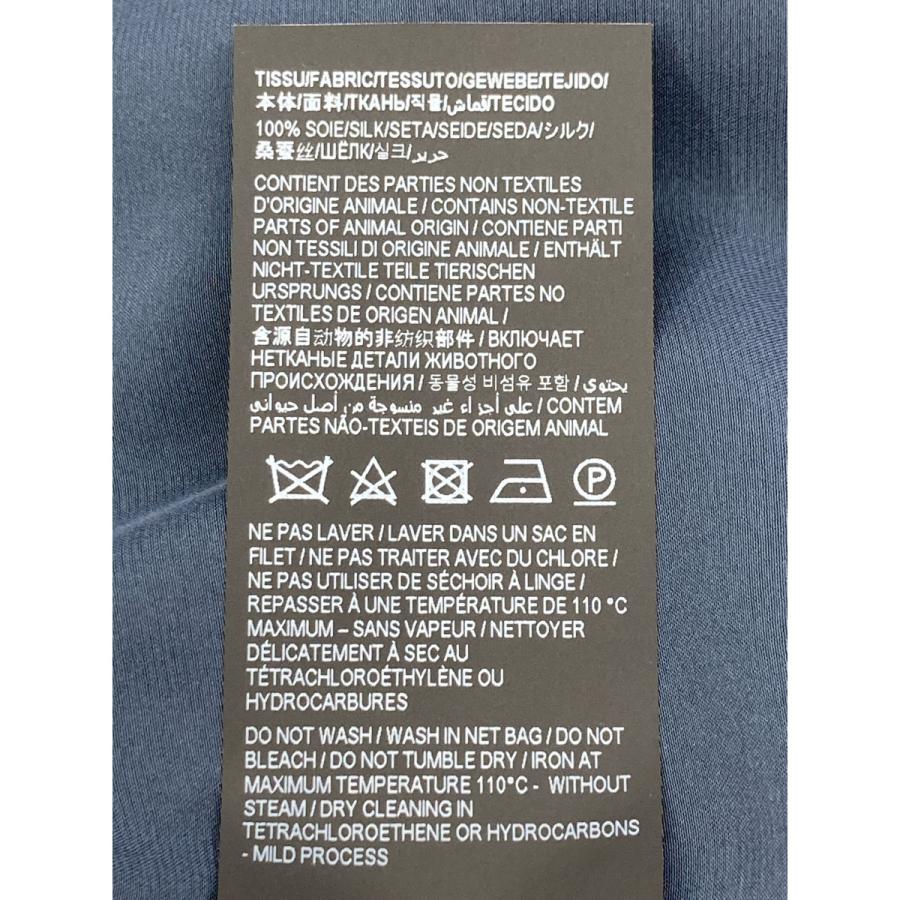 TISSU/FABRIC/TESSUTO/GEWEBE/TEJIDO/
本体/面料/ТКАНЬ/직물/قماش/TECIDO
100% SOIE/SILK/SETA/SEIDE/SEDA/シルク/
桑蚕丝/ШЁЛК/실크/حرير
CONTIENT DES PARTIES NON TEXTILES
D'ORIGINE ANIMALE / CONTAINS NON-TEXTILE
PARTS OF ANIMAL ORIGIN / CONTIENE PARTI
NON TESSILI DI ORIGINE ANIMALE / ENTHÄLT
NICHT-TEXTILE TEILE TIERISCHEN
URSPRUNGS / CONTIENE PARTES NO
TEXTILES DE ORIGEN ANIMAL /
含源自动物的非纺织部件 / ВКЛЮЧАЕТ
НЕТКАНЫЕ ДЕТАЛИ ЖИВОТНОГО
ПРОИСХОЖДЕНИЯ / 동물성 비섬유 포함 / يحتوي
على أجزاء غير منسوجة من أصل حيواني / CONTEM
PARTES NÃO-TEXTEIS DE ORIGEM ANIMAL
P
NE PAS LAVER / LAVER DANS UN SAC EN
FILET / NE PAS TRAITER AVEC DU CHLORE /
NE PAS UTILISER DE SÉCHOIR À LINGE /
REPASSER À UNE TEMPÉRATURE DE 110 °C
MAXIMUM – SANS VAPEUR / NETTOYER
DÉLICATEMENT À SEC AU
TÉTRACHLOROÉTHYLÈNE OU
HYDROCARBURES
DO NOT WASH / WASH IN NET BAG / DO NOT
BLEACH / DO NOT TUMBLE DRY / IRON AT
MAXIMUM TEMPERATURE 110°C - WITHOUT
STEAM / DRY CLEANING IN
TETRACHLOROETHENE OR HYDROCARBONS
- MILD PROCESS